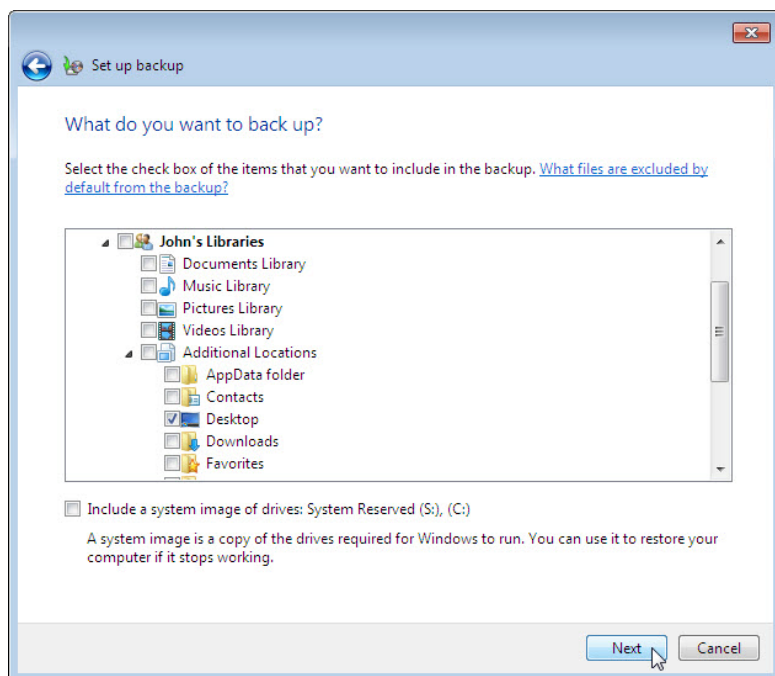 Set up backup
What do you want to back up?
Select the check box of the items that you want to include in the backup. What files are excluded by
default from the backup?
John's Libraries
Documents Library
Music Library
Pictures Library
Videos Library
Additional Locations
AppData folder
Contacts
Desktop
Downloads
Favorites
Include a system image of drives: System Reserved (S:), (C:)
A system image is a copy of the drives required for Windows to run. You can use it to restore your
computer if it stops working.
Next Cancel